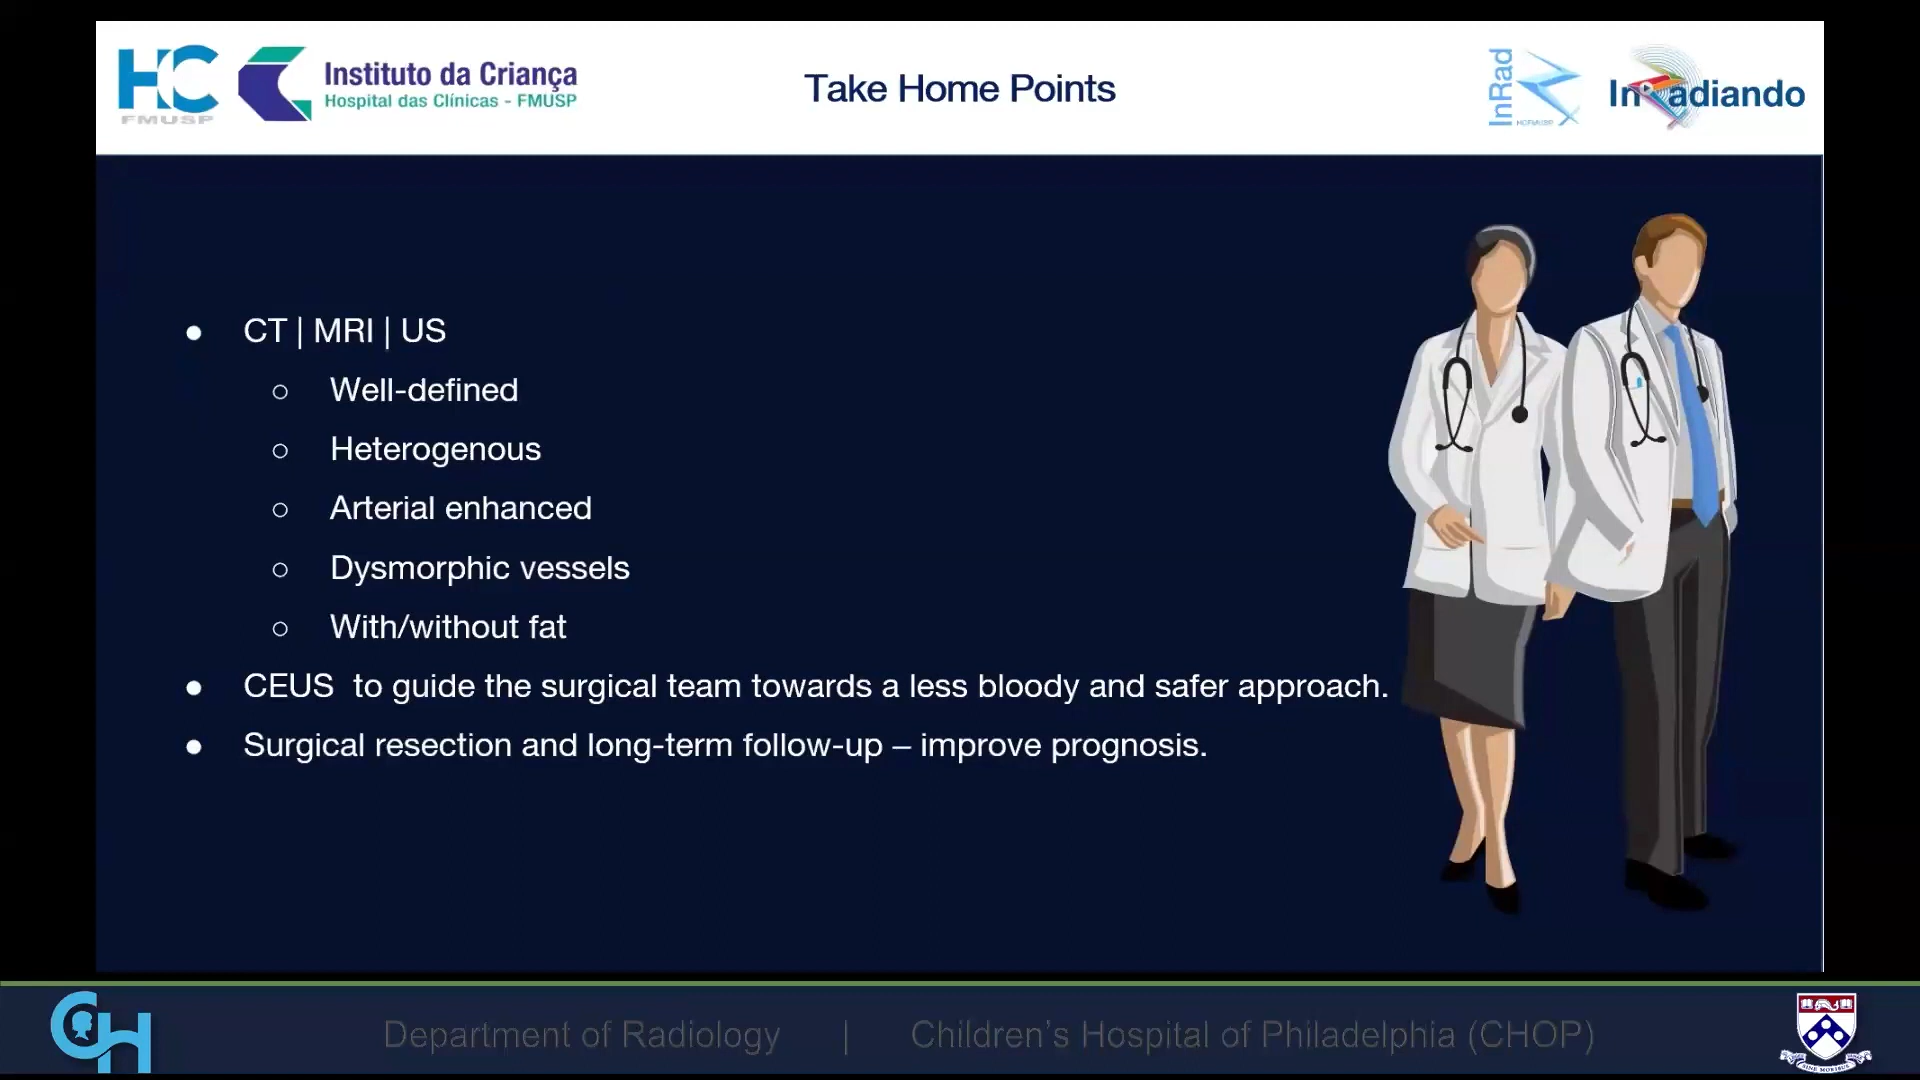 HC
FMUSP
Instituto da Criança
Hospital das Clínicas - FMUSP
Take Home Points
InRad
HCFMUSP
InRadiando
● CT | MRI | US
○ Well-defined
○ Heterogenous
○ Arterial enhanced
○ Dysmorphic vessels
○ With/without fat
● CEUS  to guide the surgical team towards a less bloody and safer approach.
● Surgical resection and long-term follow-up – improve prognosis.
CH
Department of Radiology | Children's Hospital of Philadelphia (CHOP)